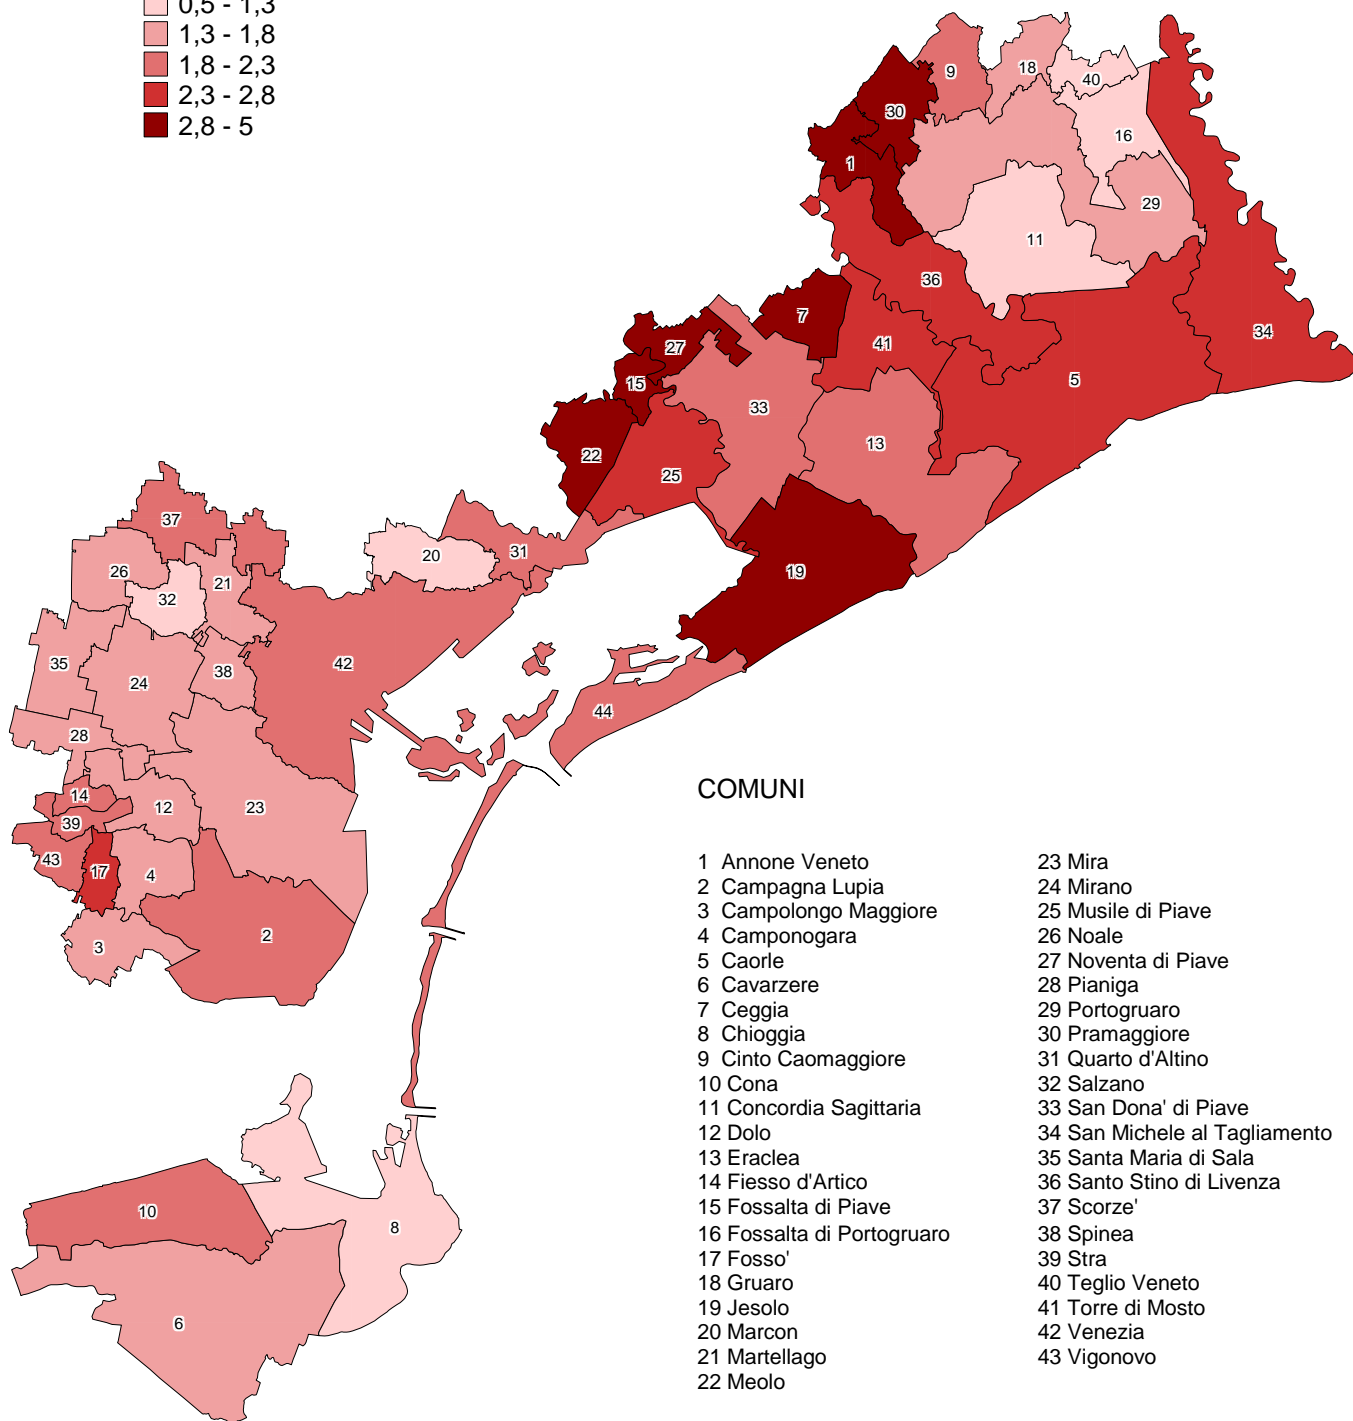 0,5 - 1,3
1,3 - 1,8
1,8 - 2,3
2,3 - 2,8
2,8 - 5
9
18
40
30
16
1
29
11
36
7
34
41
27
5
15
33
13
22
25
37
20
31
26
21
19
32
42
35
38
24
44
28
14
12
23
39
43
17
4
2
3
10
8
6
COMUNI
1 Annone Veneto
2 Campagna Lupia
3 Campolongo Maggiore
4 Camponogara
5 Caorle
6 Cavarzere
7 Ceggia
8 Chioggia
9 Cinto Caomaggiore
10 Cona
11 Concordia Sagittaria
12 Dolo
13 Eraclea
14 Fiesso d'Artico
15 Fossalta di Piave
16 Fossalta di Portogruaro
17 Fosso'
18 Gruaro
19 Jesolo
20 Marcon
21 Martellago
22 Meolo
23 Mira
24 Mirano
25 Musile di Piave
26 Noale
27 Noventa di Piave
28 Pianiga
29 Portogruaro
30 Pramaggiore
31 Quarto d'Altino
32 Salzano
33 San Dona' di Piave
34 San Michele al Tagliamento
35 Santa Maria di Sala
36 Santo Stino di Livenza
37 Scorze'
38 Spinea
39 Stra
40 Teglio Veneto
41 Torre di Mosto
42 Venezia
43 Vigonovo